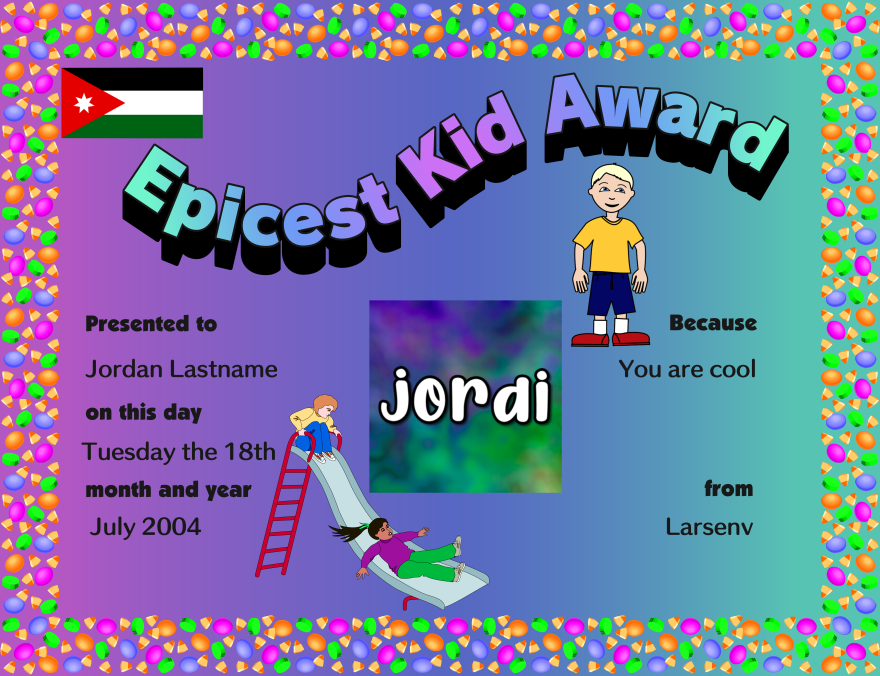 Epicest Kid Award
Presented to
Jordan Lastname
on this day
Tuesday the 18th
month and year
July 2004
jordi
Because
You are cool
from
Larsenv